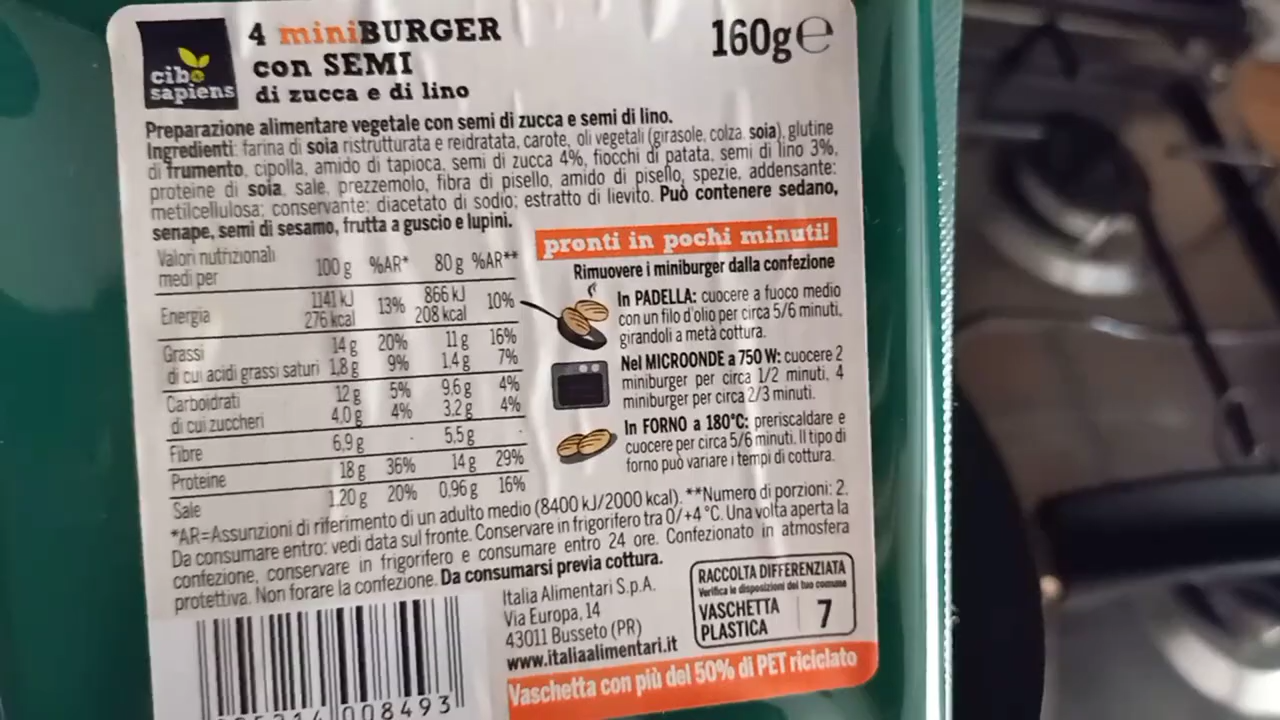 cibo
sapiens
4 miniBURGER
con SEMI
di zucca e di lino
160g ℮
Preparazione alimentare vegetale con semi di zucca e semi di lino.
Ingredienti: farina di soia ristrutturata e reidratata, carote, oli vegetali (girasole, colza, soia), glutine
di frumento, cipolla, amido di tapioca, semi di zucca 4%, fiocchi di patata, semi di lino 3%,
proteine di soia, sale, prezzemolo, fibra di pisello, amido di pisello, spezie, addensante:
metilcellulosa; conservante: diacetato di sodio; estratto di lievito. Può contenere sedano,
senape, semi di sesamo, frutta a guscio e lupini.
Valori nutrizionali
medi per 100 g %AR* 80 g %AR**
Energia 1141 kJ 276 kcal 13% 866 kJ 208 kcal 10%
Grassi 14 g 20% 11 g 16%
di cui acidi grassi saturi 1,8 g 9% 1,4 g 7%
Carboidrati 12 g 5% 9,6 g 4%
di cui zuccheri 4,0 g 4% 3,2 g 4%
Fibre 6,9 g - 5,5 g -
Proteine 18 g 36% 14 g 29%
Sale 1,20 g 20% 0,96 g 16%
pronti in pochi minuti!
Rimuovere i miniburger dalla confezione
In PADELLA: cuocere a fuoco medio
con un filo d'olio per circa 5/6 minuti,
girandoli a metà cottura.
Nel MICROONDE a 750 W: cuocere 2
miniburger per circa 1/2 minuti, 4
miniburger per circa 2/3 minuti.
In FORNO a 180°C: preriscaldare e
cuocere per circa 5/6 minuti. Il tipo di
forno può variare i tempi di cottura.
*AR=Assunzioni di riferimento di un adulto medio (8400 kJ/2000 kcal). **Numero di porzioni: 2.
Da consumare entro: vedi data sul fronte. Conservare in frigorifero tra 0/+4°C. Una volta aperta la
confezione, conservare in frigorifero e consumare entro 24 ore. Confezionato in atmosfera
protettiva. Non forare la confezione. Da consumarsi previa cottura.
Italia Alimentari S.p.A.
Via Europa, 14
43011 Busseto (PR)
www.italiaalimentari.it
RACCOLTA DIFFERENZIATA
Verifica le disposizioni del tuo comune
VASCHETTA
PLASTICA 7
Vaschetta con più del 50% di PET riciclato
008493